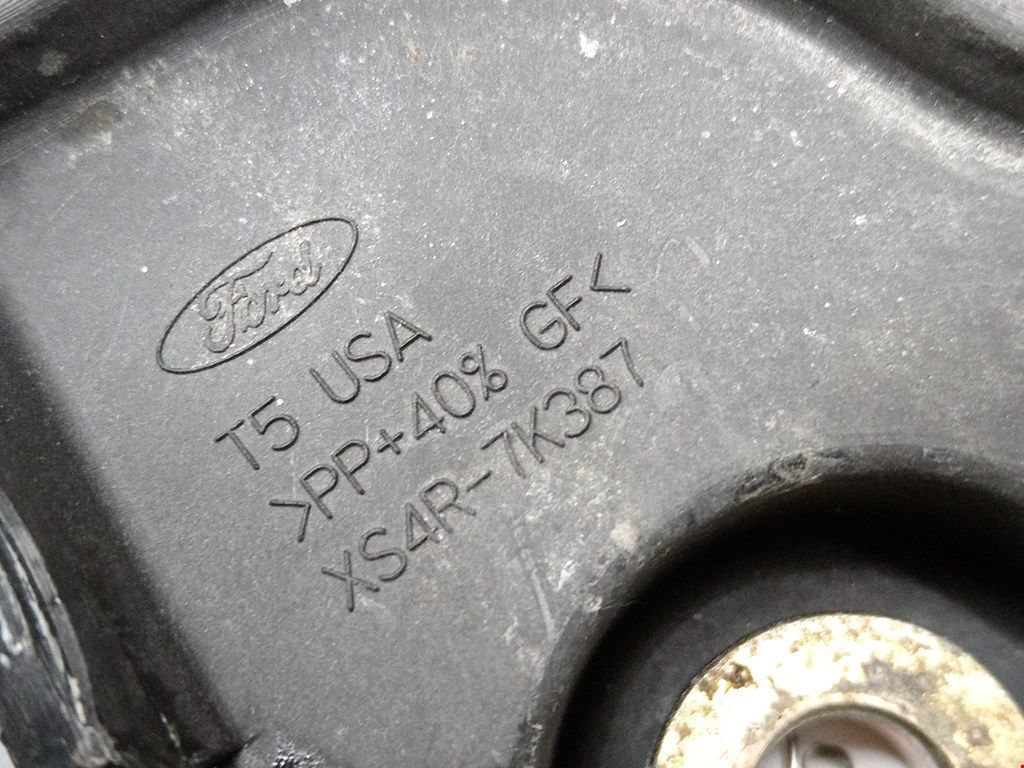 Ford
T5 USA
>PP+40% GF<
XS4R-7K387